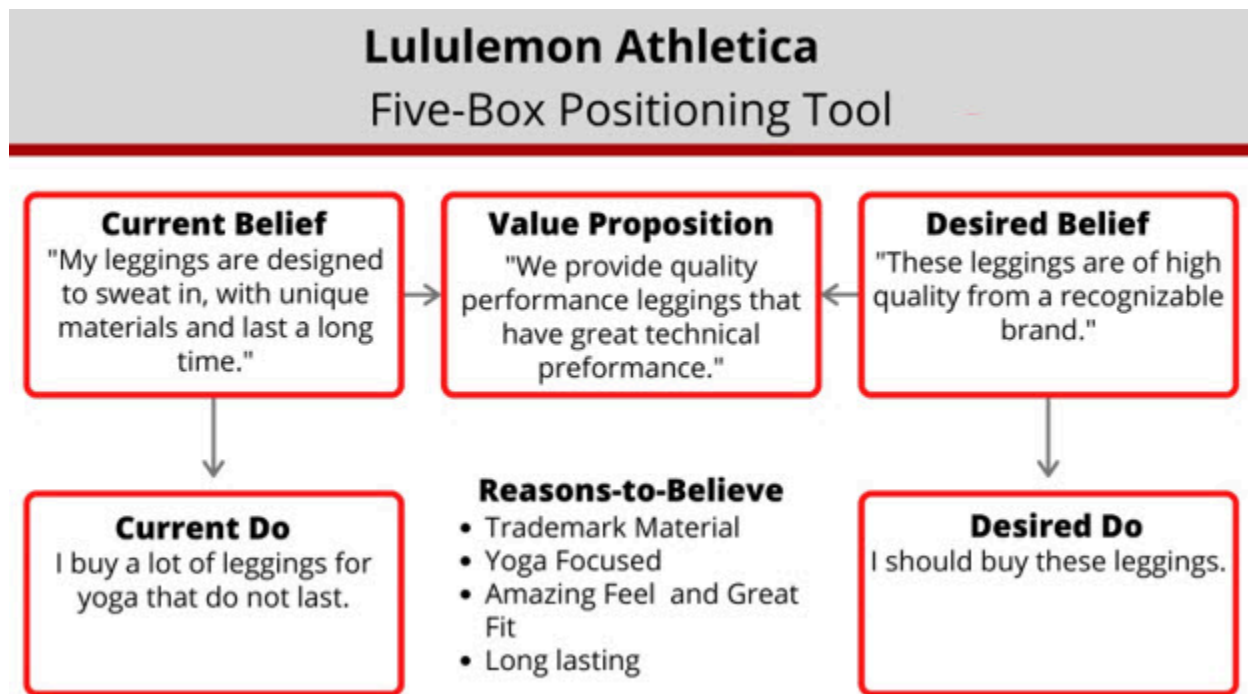 Lululemon Athletica
Five-Box Positioning Tool
Current Belief
"My leggings are designed
to sweat in, with unique
materials and last a long
time."
Value Proposition
"We provide quality
performance leggings that
have great technical
preformance."
Desired Belief
"These leggings are of high
quality from a recognizable
brand."
Current Do
I buy a lot of leggings for
yoga that do not last.
Reasons-to-Believe
• Trademark Material
• Yoga Focused
• Amazing Feel and Great
Fit
• Long lasting
Desired Do
I should buy these leggings.